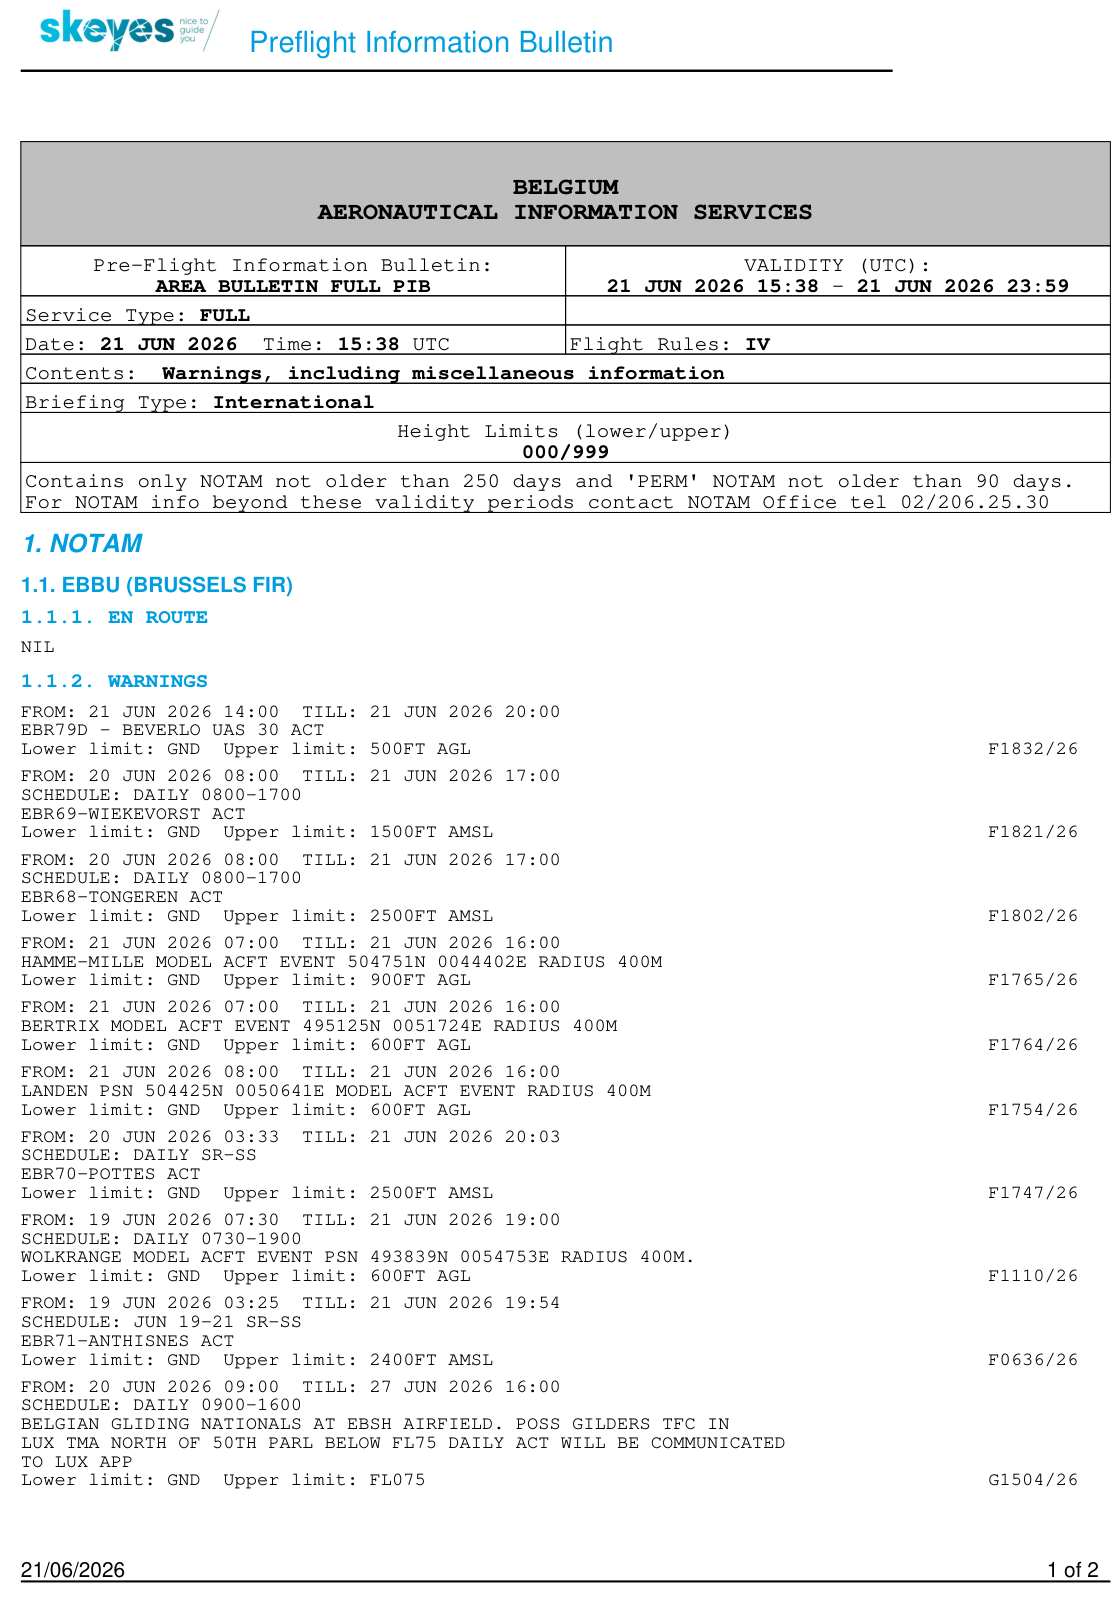 skeyes nice to guide you
Preflight Information Bulletin
BELGIUM
AERONAUTICAL INFORMATION SERVICES
Pre-Flight Information Bulletin:
AREA BULLETIN FULL PIB
VALIDITY (UTC):
21 JUN 2026 15:38 - 21 JUN 2026 23:59
Service Type: FULL
Date: 21 JUN 2026  Time: 15:38 UTC
Flight Rules: IV
Contents:  Warnings, including miscellaneous information
Briefing Type: International
Height Limits (lower/upper)
000/999
Contains only NOTAM not older than 250 days and 'PERM' NOTAM not older than 90 days.
For NOTAM info beyond these validity periods contact NOTAM Office tel 02/206.25.30
1. NOTAM
1.1. EBBU (BRUSSELS FIR)
1.1.1. EN ROUTE
NIL
1.1.2. WARNINGS
FROM: 21 JUN 2026 14:00  TILL: 21 JUN 2026 20:00
EBR79D - BEVERLO UAS 30 ACT
Lower limit: GND  Upper limit: 500FT AGL F1832/26
FROM: 20 JUN 2026 08:00  TILL: 21 JUN 2026 17:00
SCHEDULE: DAILY 0800-1700
EBR69-WIEKEVORST ACT
Lower limit: GND  Upper limit: 1500FT AMSL F1821/26
FROM: 20 JUN 2026 08:00  TILL: 21 JUN 2026 17:00
SCHEDULE: DAILY 0800-1700
EBR68-TONGEREN ACT
Lower limit: GND  Upper limit: 2500FT AMSL F1802/26
FROM: 21 JUN 2026 07:00  TILL: 21 JUN 2026 16:00
HAMME-MILLE MODEL ACFT EVENT 504751N 0044402E RADIUS 400M
Lower limit: GND  Upper limit: 900FT AGL F1765/26
FROM: 21 JUN 2026 07:00  TILL: 21 JUN 2026 16:00
BERTRIX MODEL ACFT EVENT 495125N 0051724E RADIUS 400M
Lower limit: GND  Upper limit: 600FT AGL F1764/26
FROM: 21 JUN 2026 08:00  TILL: 21 JUN 2026 16:00
LANDEN PSN 504425N 0050641E MODEL ACFT EVENT RADIUS 400M
Lower limit: GND  Upper limit: 600FT AGL F1754/26
FROM: 20 JUN 2026 03:33  TILL: 21 JUN 2026 20:03
SCHEDULE: DAILY SR-SS
EBR70-POTTES ACT
Lower limit: GND  Upper limit: 2500FT AMSL F1747/26
FROM: 19 JUN 2026 07:30  TILL: 21 JUN 2026 19:00
SCHEDULE: DAILY 0730-1900
WOLKRANGE MODEL ACFT EVENT PSN 493839N 0054753E RADIUS 400M.
Lower limit: GND  Upper limit: 600FT AGL F1110/26
FROM: 19 JUN 2026 03:25  TILL: 21 JUN 2026 19:54
SCHEDULE: JUN 19-21 SR-SS
EBR71-ANTHISNES ACT
Lower limit: GND  Upper limit: 2400FT AMSL F0636/26
FROM: 20 JUN 2026 09:00  TILL: 27 JUN 2026 16:00
SCHEDULE: DAILY 0900-1600
BELGIAN GLIDING NATIONALS AT EBSH AIRFIELD. POSS GILDERS TFC IN
LUX TMA NORTH OF 50TH PARL BELOW FL75 DAILY ACT WILL BE COMMUNICATED
TO LUX APP
Lower limit: GND  Upper limit: FL075 G1504/26
21/06/2026 1 of 2